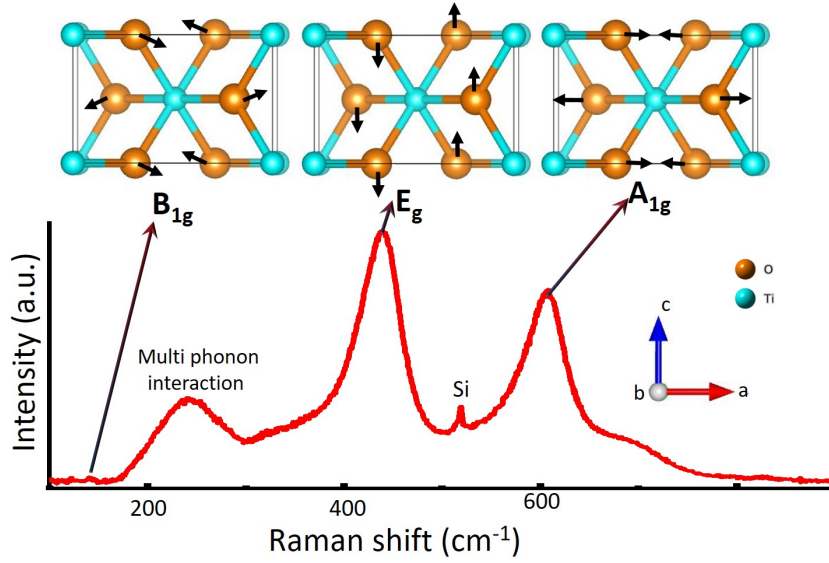 B1g
Eg
A1g
O
Ti
Multi phonon
interaction
Si
c
b
a
Intensity (a.u.)
200
400
600
Raman shift (cm-1)